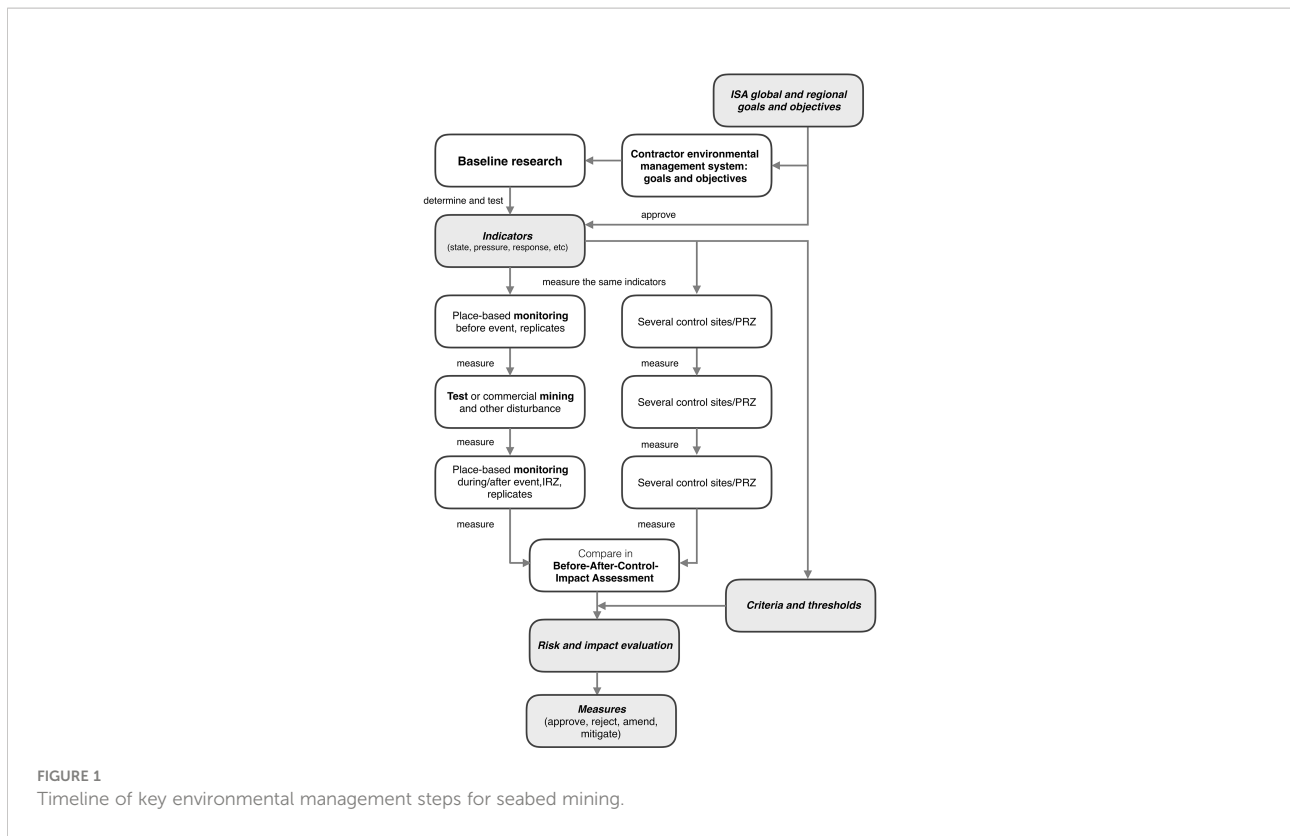 ISA global and regional
goals and objectives
Baseline research
Contractor environmental
management system:
goals and objectives
determine and test
approve
Indicators
(state, pressure, response, etc)
measure the same indicators
Place-based monitoring
before event, replicates
Several control sites/PRZ
measure
measure
Test or commercial mining
and other disturbance
Several control sites/PRZ
measure
measure
Place-based monitoring
during/after event,IRZ,
replicates
Several control sites/PRZ
measure
measure
Compare in
Before-After-Control-
Impact Assessment
Criteria and thresholds
Risk and impact evaluation
Measures
(approve, reject, amend,
mitigate)
FIGURE 1
Timeline of key environmental management steps for seabed mining.